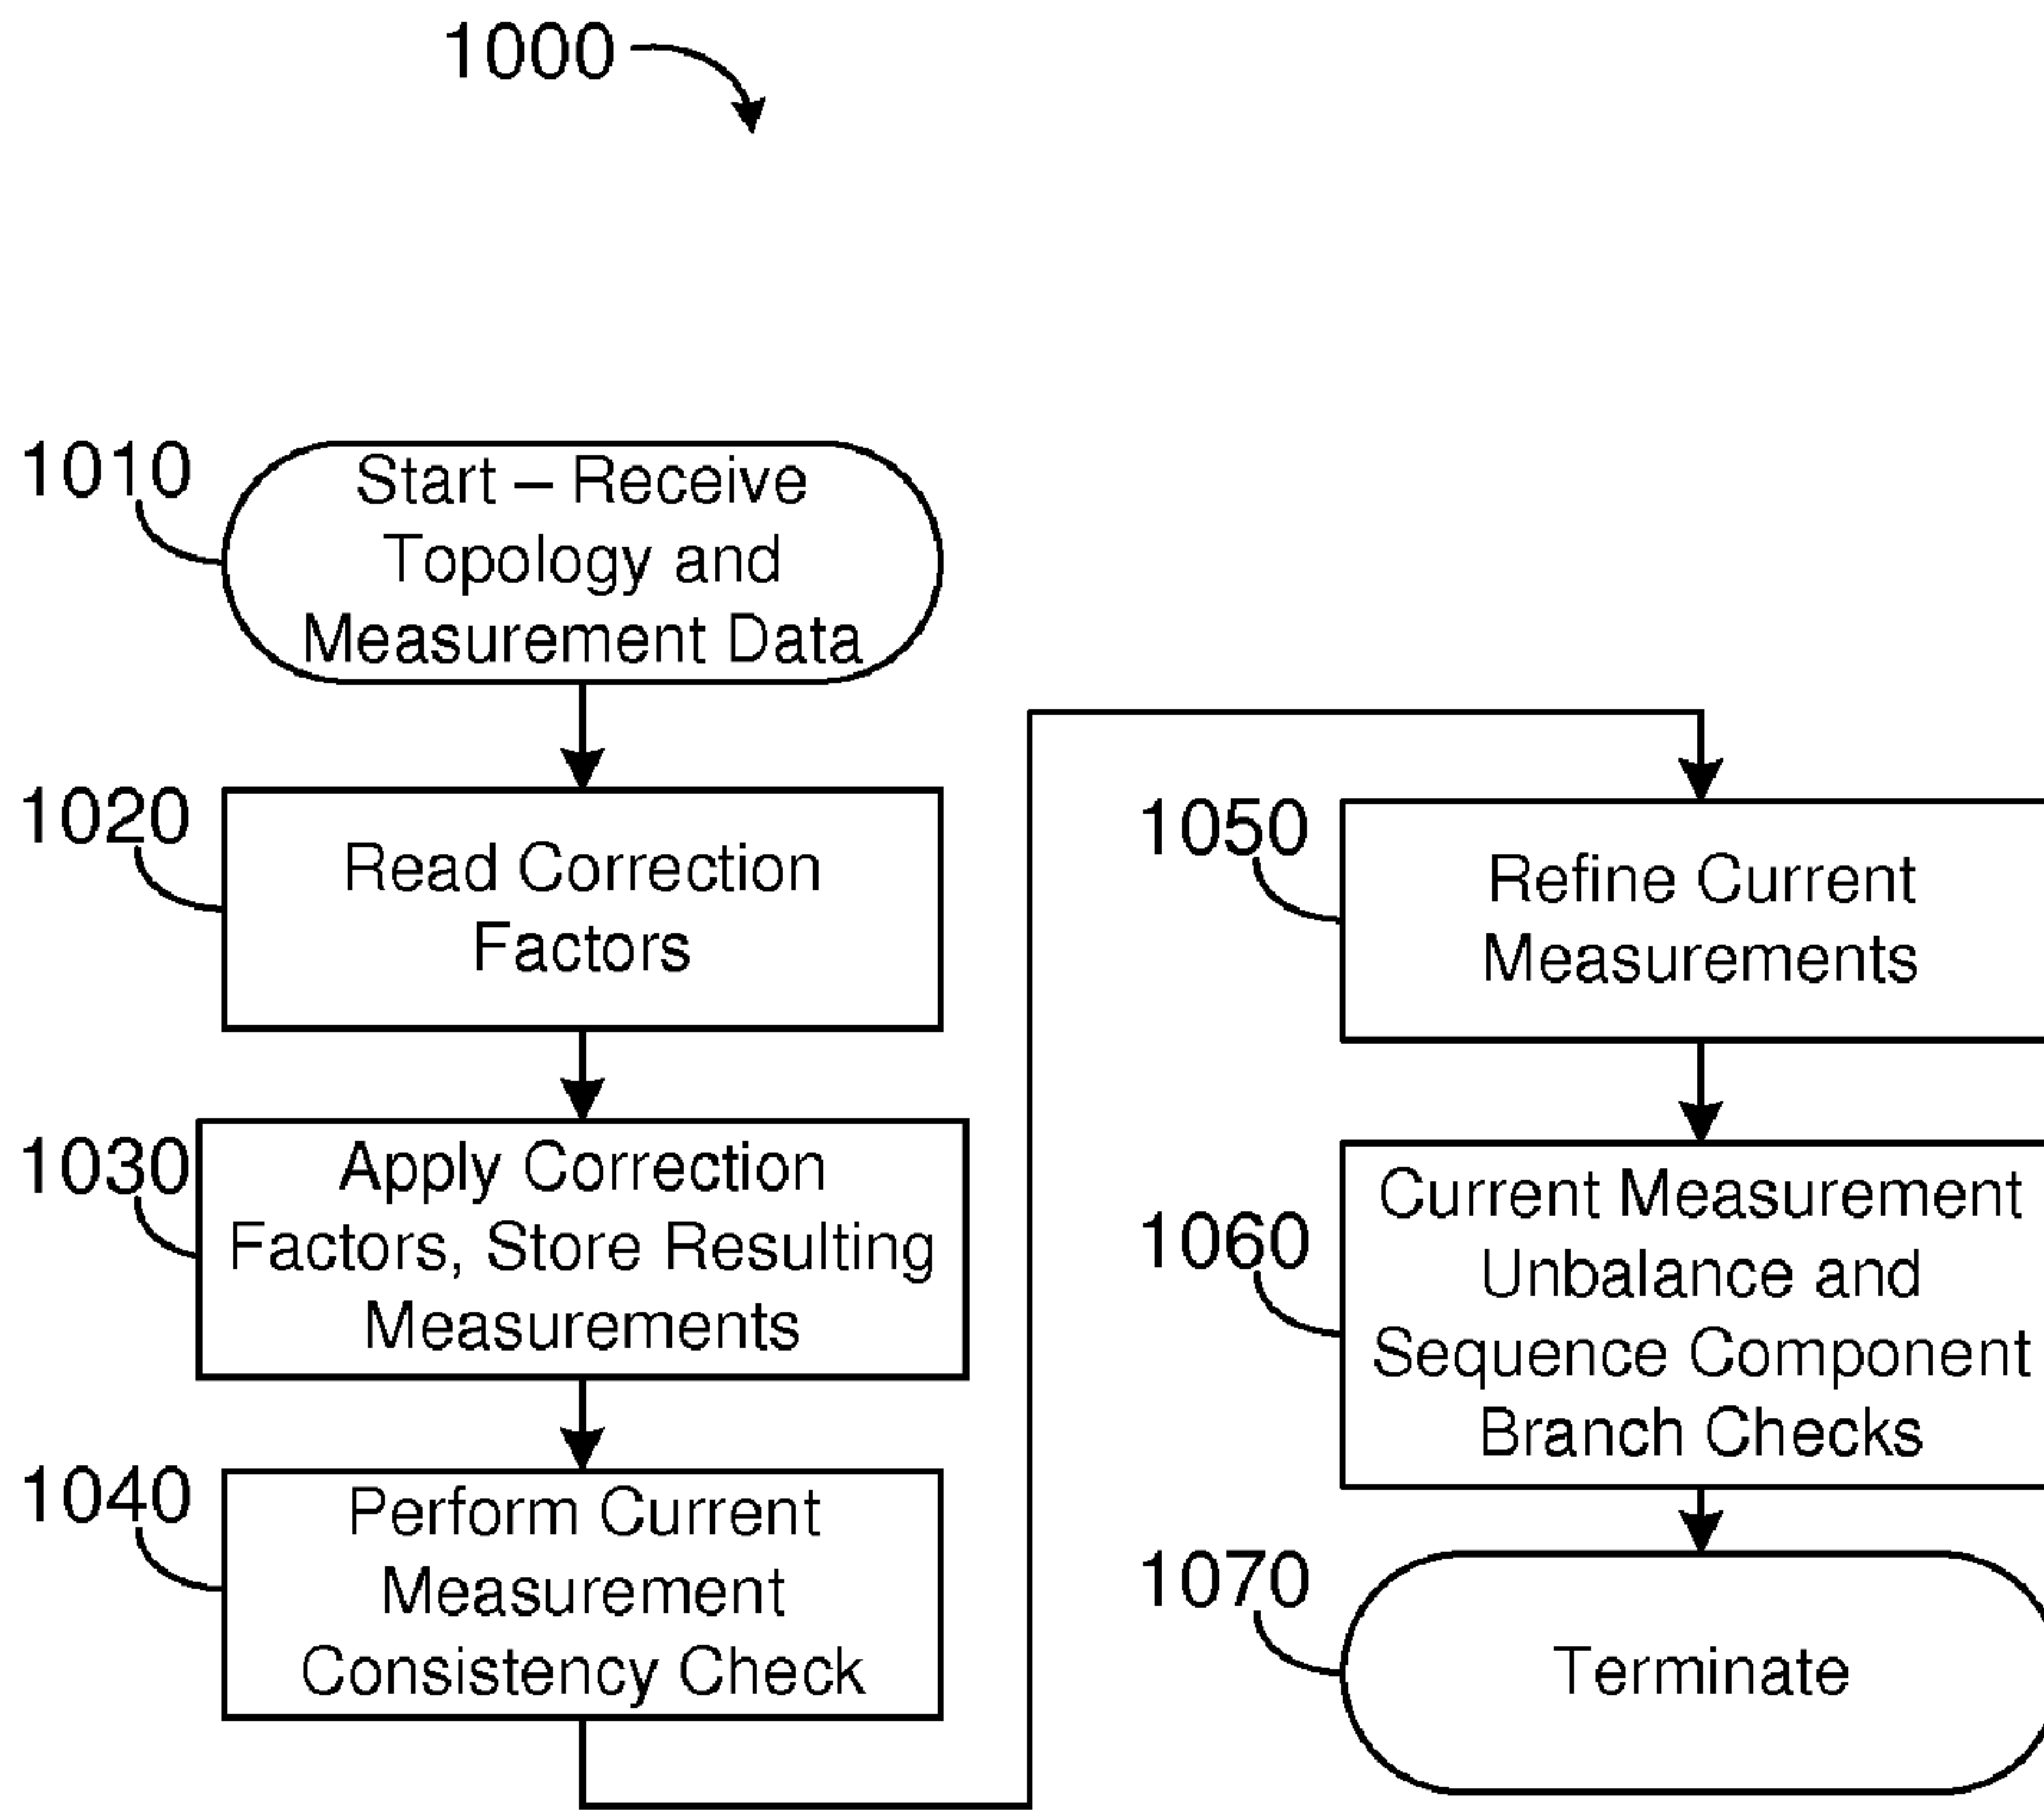 1000
1010
Start – Receive
Topology and
Measurement Data
1020
Read Correction
Factors
1030
Apply Correction
Factors, Store Resulting
Measurements
1040
Perform Current
Measurement
Consistency Check
1050
Refine Current
Measurements
1060
Current Measurement
Unbalance and
Sequence Component
Branch Checks
1070
Terminate